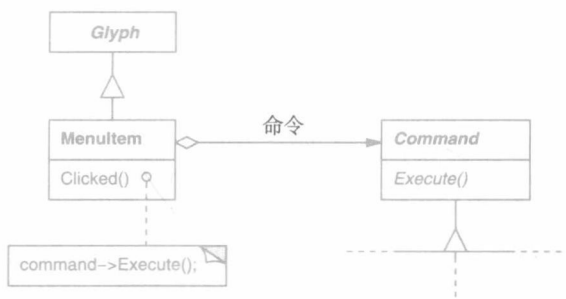 Glyph
MenuItem
Clicked()
命令
Command
Execute()
command->Execute();